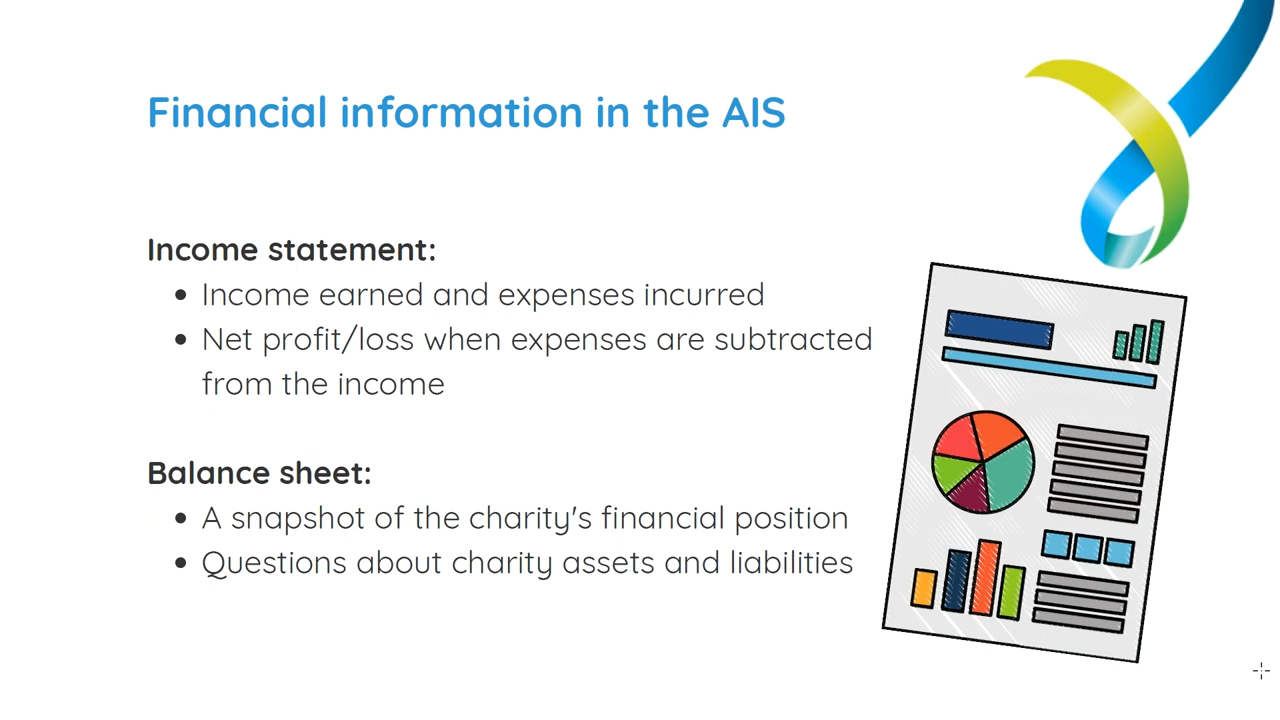 Financial information in the AIS
Income statement:
• Income earned and expenses incurred
• Net profit/loss when expenses are subtracted
from the income
Balance sheet:
• A snapshot of the charity's financial position
• Questions about charity assets and liabilities